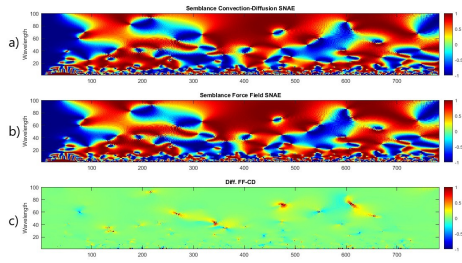 Semblance Convection-Diffusion SNAE
a)
Wavelength
100
80
60
40
20
100 200 300 400 500 600 700
1
0.5
0
-0.5
-1
Semblance Force Field SNAE
b)
Wavelength
100
80
60
40
20
100 200 300 400 500 600 700
1
0.5
0
-0.5
-1
Diff. FF-CD
c)
Wavelength
100
80
60
40
20
100 200 300 400 500 600 700
1
0.5
0
-0.5
-1